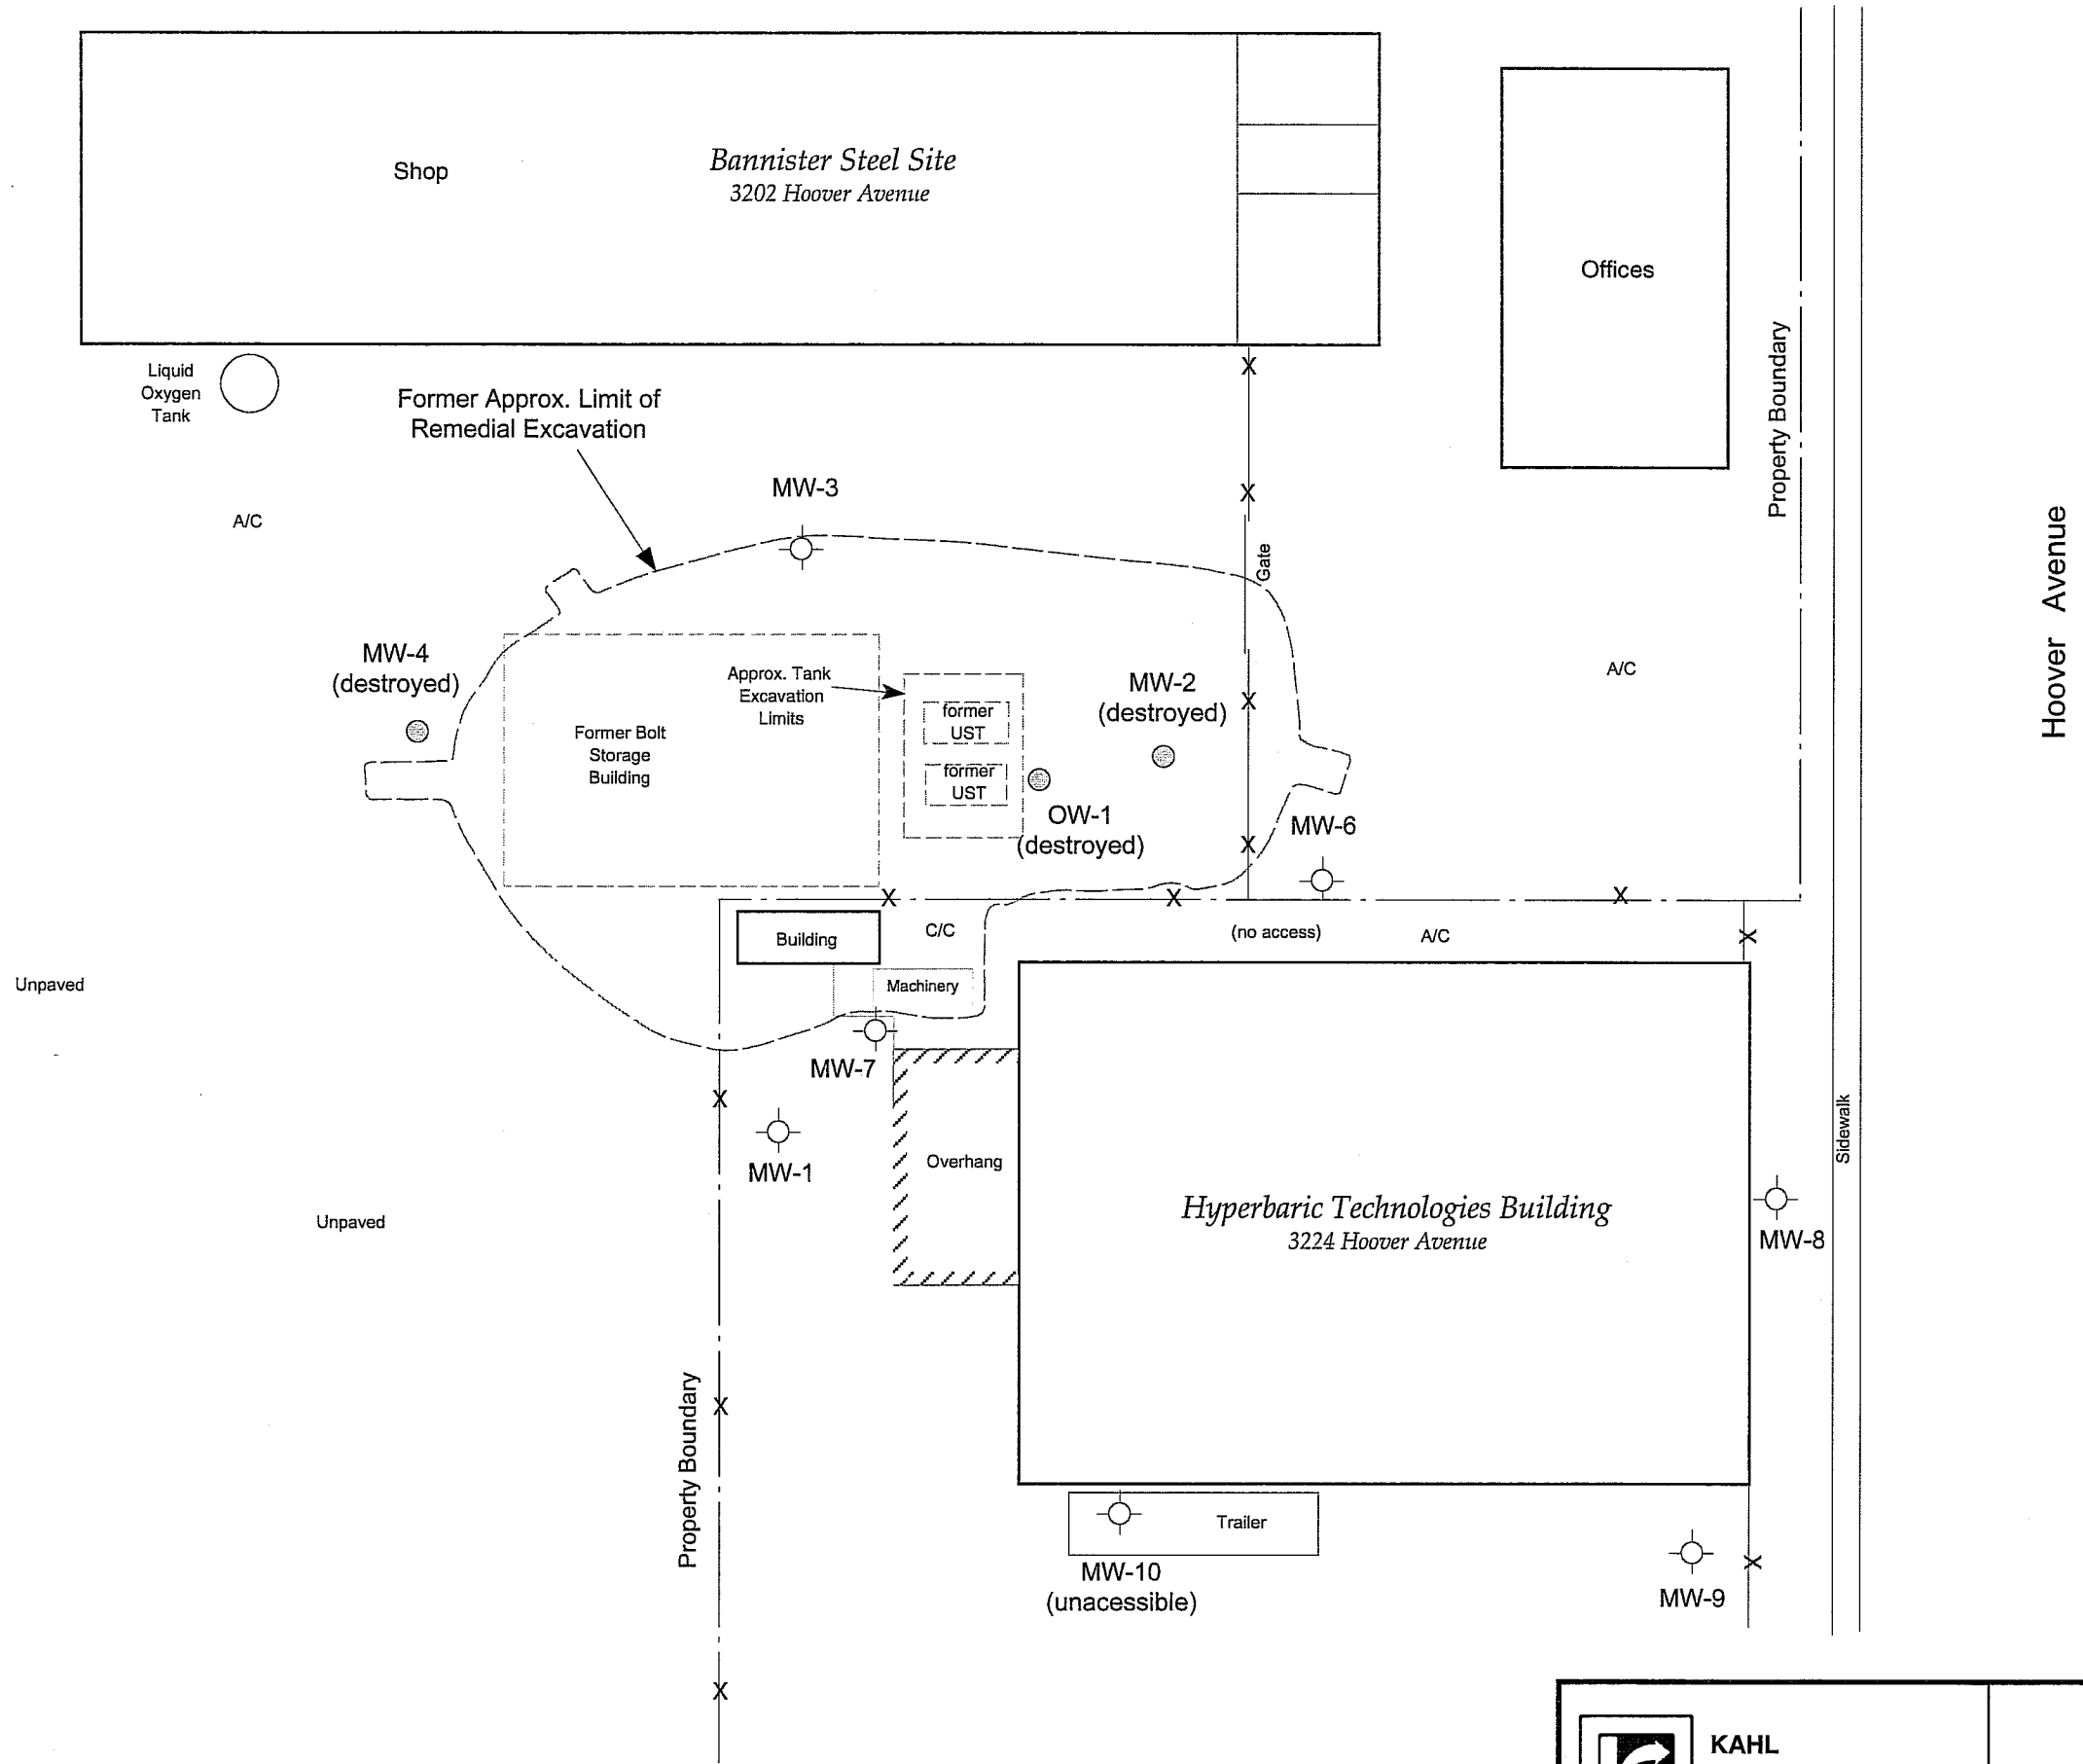 Shop
Bannister Steel Site
3202 Hoover Avenue
Offices
Liquid
Oxygen
Tank
Former Approx. Limit of
Remedial Excavation
Property Boundary
MW-3
A/C
Gate
Hoover Avenue
MW-4
(destroyed)
Approx. Tank
Excavation
Limits
former
UST
former
UST
MW-2
(destroyed)
A/C
Former Bolt
Storage
Building
OW-1
(destroyed)
MW-6
X
X
X
X
X
X
X
X
Building
C/C
(no access)
A/C
Unpaved
Machinery
MW-7
X
MW-1
Overhang
Sidewalk
Unpaved
Hyperbaric Technologies Building
3224 Hoover Avenue
MW-8
Property Boundary
X
Trailer
MW-10
(unacessible)
MW-9
X
X
KAHL